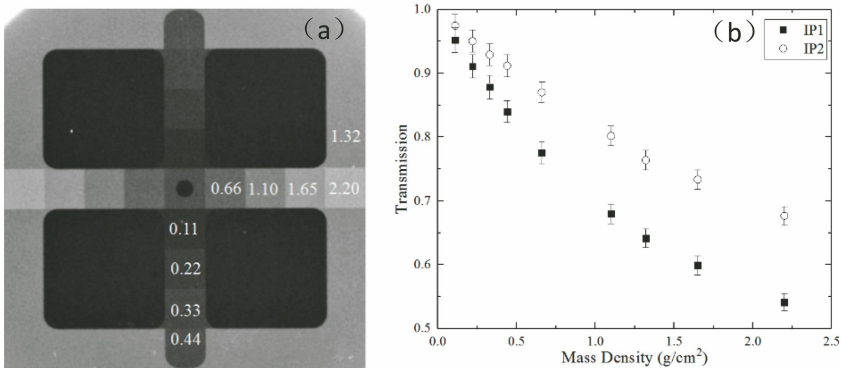 (a)
1.32
0.66 1.10 1.65 2.20
0.11
0.22
0.33
0.44
(b)
IP1
IP2
1.0
0.9
0.8
0.7
0.6
0.5
Transmission
0.0 0.5 1.0 1.5 2.0 2.5
Mass Density (g/cm²)